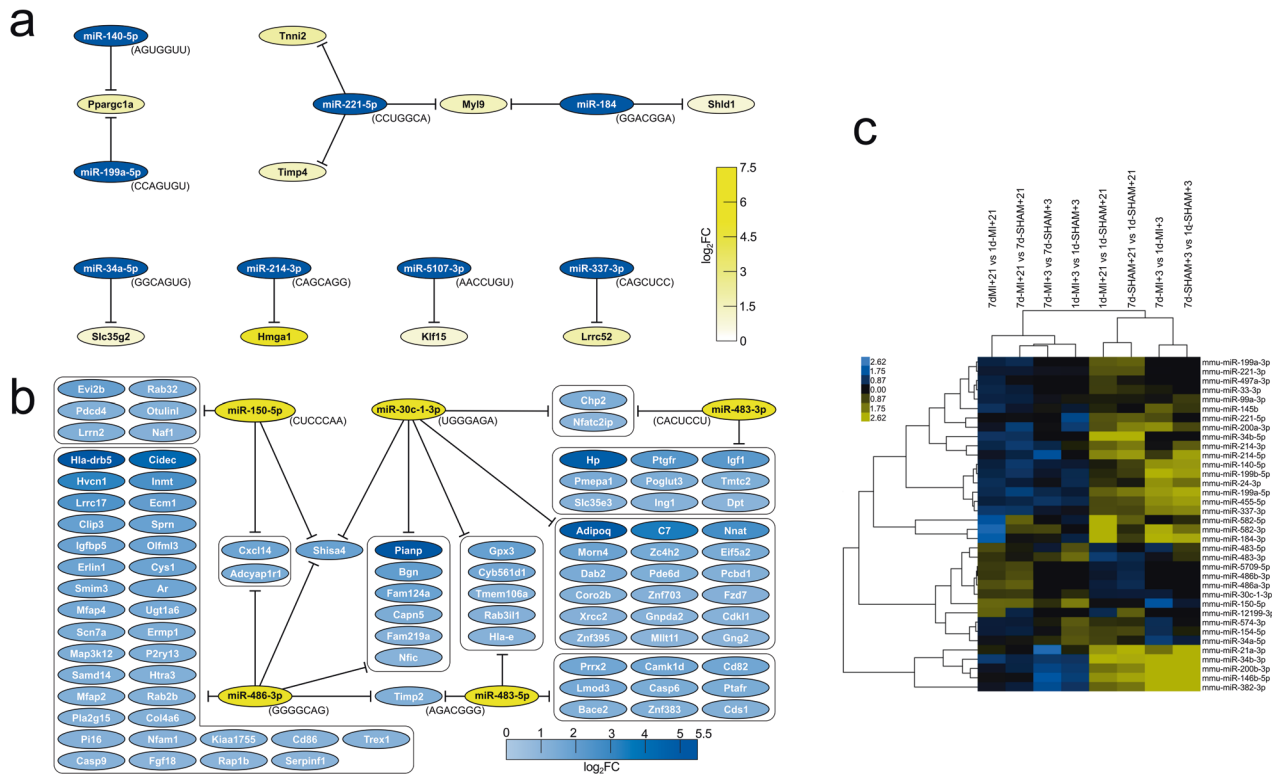 a
miR-140-5p
(AGUGGUU)
Ppargc1a
miR-199a-5p
(CCAGUGU)
Tnni2
miR-221-5p
(CCUGGCA)
Myl9
miR-184
(GGACGGA)
Shld1
Timp4
miR-34a-5p
(GGCAGUG)
Slc35g2
miR-214-3p
(CAGCAGG)
Hmga1
miR-5107-3p
(AACCUGU)
Klf15
miR-337-3p
(CAGCUCC)
Lrrc52
7.5
6
4.5
3
1.5
0
log2FC
b
Evi2b Rab32
Pdcd4 Otulinl
Lrrn2 Naf1
miR-150-5p
(CUCCCAA)
miR-30c-1-3p
(UGGGAGA)
Chp2
Nfatc2ip
miR-483-3p
(CACUCCU)
Hla-drb5 Cidec
Hvcn1 Inmt
Lrrc17 Ecm1
Clip3 Sprn
Igfbp5 Olfml3
Erlin1 Cys1
Smim3 Ar
Mfap4 Ugt1a6
Scn7a Ermp1
Map3k12 P2ry13
Samd14 Htra3
Mfap2 Rab2b
Pla2g15 Col4a6
Pi16 Nfam1 Kiaa1755 Cd86 Trex1
Casp9 Fgf18 Rap1b Serpinf1
Cxcl14
Adcyap1r1
Shisa4
Pianp
Bgn
Fam124a
Capn5
Fam219a
Nfic
Gpx3
Cyb561d1
Tmem106a
Rab3il1
Hla-e
Hp Ptgfr Igf1
Pmepa1 Poglut3 Tmtc2
Slc35e3 Ing1 Dpt
Adipoq C7 Nnat
Morn4 Zc4h2 Eif5a2
Dab2 Pde6d Pcbd1
Coro2b Znf703 Fzd7
Xrcc2 Gnpda2 Cdkl1
Znf395 Mllt11 Gng2
Prrx2 Camk1d Cd82
Lmod3 Casp6 Ptafr
Bace2 Znf383 Cds1
miR-486-3p
(GGGGCAG)
Timp2
miR-483-5p
(AGACGGG)
0 1 2 3 4 5.5
log2FC
c
7dMI+21 vs 1d-MI+21
7d-MI+21 vs 7d-SHAM+21
7d-MI+3 vs 7d-SHAM+3
1d-MI+3 vs 1d-SHAM+3
1d-MI+21 vs 1d-SHAM+21
7d-SHAM+21 vs 1d-SHAM+21
7d-MI+3 vs 1d-MI+3
7d-SHAM+3 vs 1d-SHAM+3
2.62
1.75
0.87
0.00
0.87
1.75
2.62
mmu-miR-199a-3p
mmu-miR-221-3p
mmu-miR-497a-3p
mmu-miR-33-3p
mmu-miR-99a-3p
mmu-miR-145b
mmu-miR-221-5p
mmu-miR-200a-3p
mmu-miR-34b-5p
mmu-miR-214-3p
mmu-miR-214-5p
mmu-miR-140-5p
mmu-miR-199b-5p
mmu-miR-24-3p
mmu-miR-199a-5p
mmu-miR-455-5p
mmu-miR-337-3p
mmu-miR-582-5p
mmu-miR-582-3p
mmu-miR-184-3p
mmu-miR-483-5p
mmu-miR-483-3p
mmu-miR-5709-5p
mmu-miR-486b-3p
mmu-miR-486a-3p
mmu-miR-30c-1-3p
mmu-miR-150-5p
mmu-miR-12199-3p
mmu-miR-574-3p
mmu-miR-154-5p
mmu-miR-34a-5p
mmu-miR-21a-3p
mmu-miR-34b-3p
mmu-miR-200b-3p
mmu-miR-146b-5p
mmu-miR-382-3p